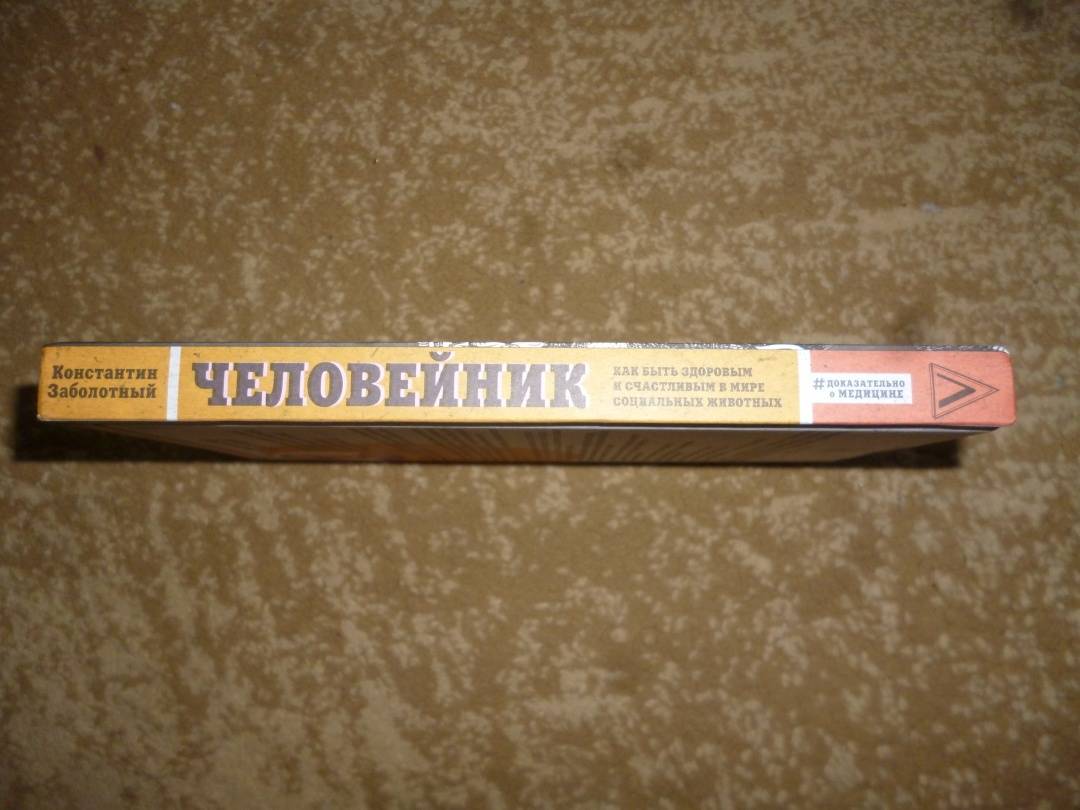 Константин
Заболотный
ЧЕЛОВЕЙНИК
КАК БЫТЬ ЗДОРОВЫМ
И СЧАСТЛИВЫМ В МИРЕ
СОЦИАЛЬНЫХ ЖИВОТНЫХ
#ДОКАЗАТЕЛЬНО
О МЕДИЦИНЕ